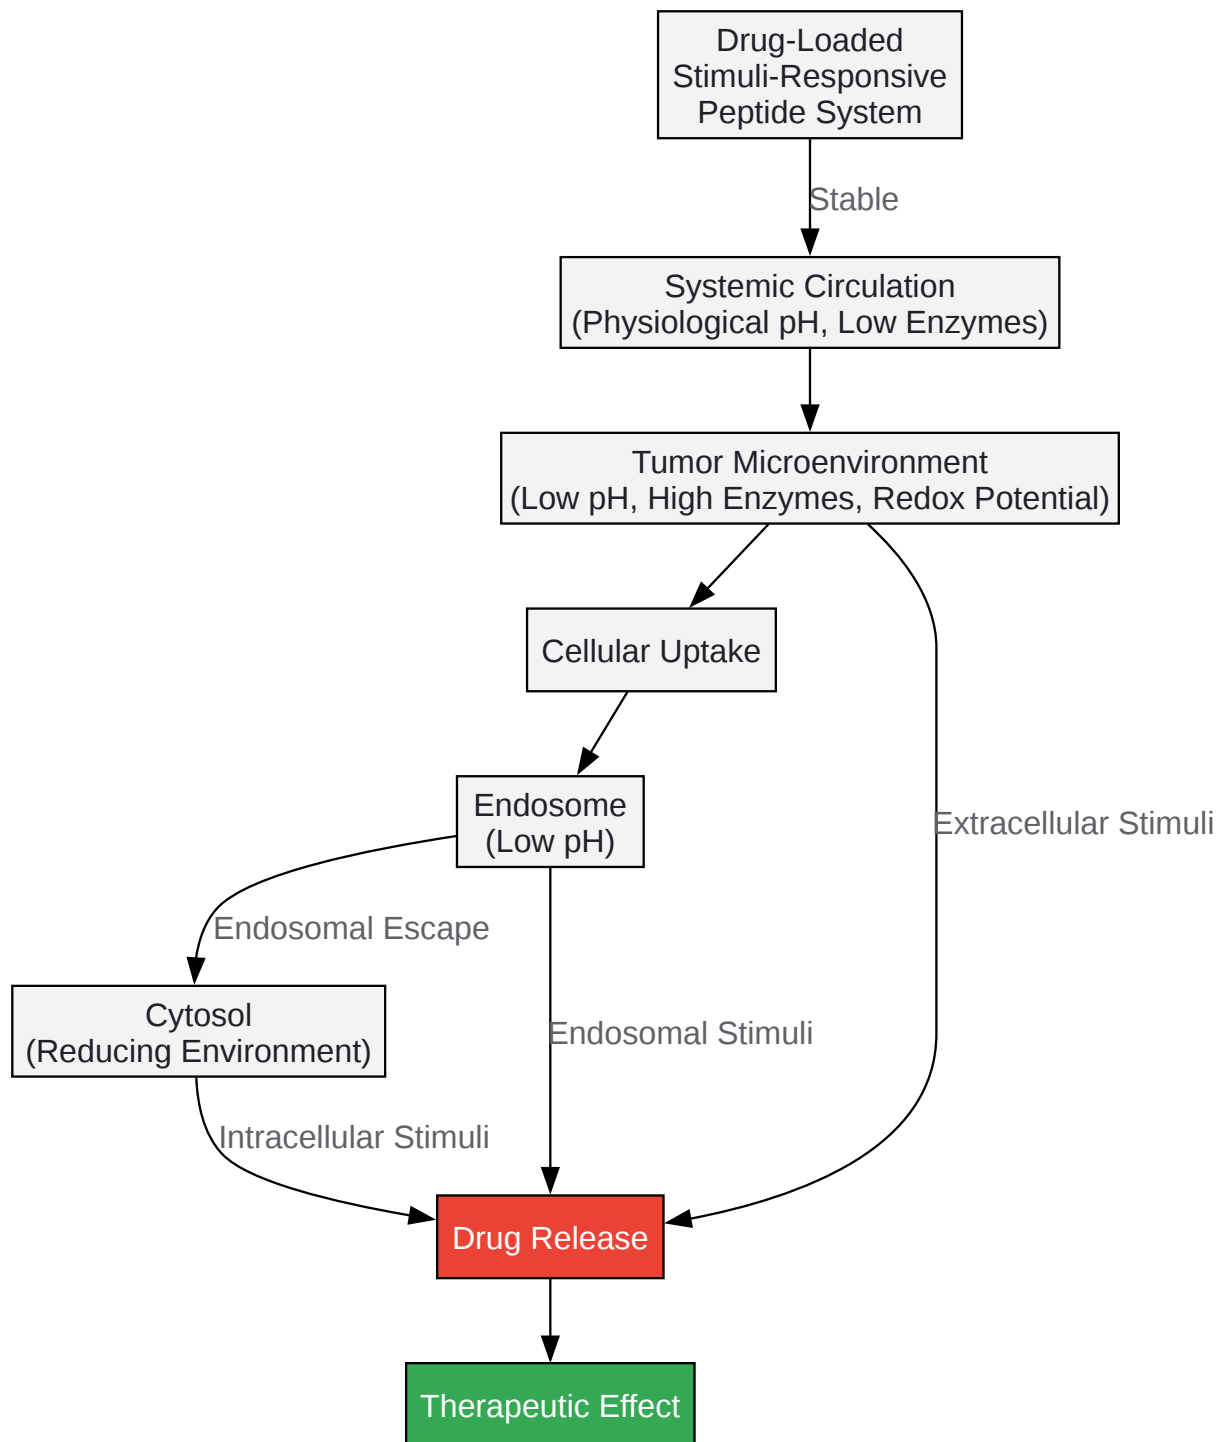 Drug-Loaded
Stimuli-Responsive
Peptide System
Stable
Systemic Circulation
(Physiological pH, Low Enzymes)
Tumor Microenvironment
(Low pH, High Enzymes, Redox Potential)
Cellular Uptake
Endosome
(Low pH)
Extracellular Stimuli
Endosomal Escape
Cytosol
(Reducing Environment)
Endosomal Stimuli
Intracellular Stimuli
Drug Release
Therapeutic Effect